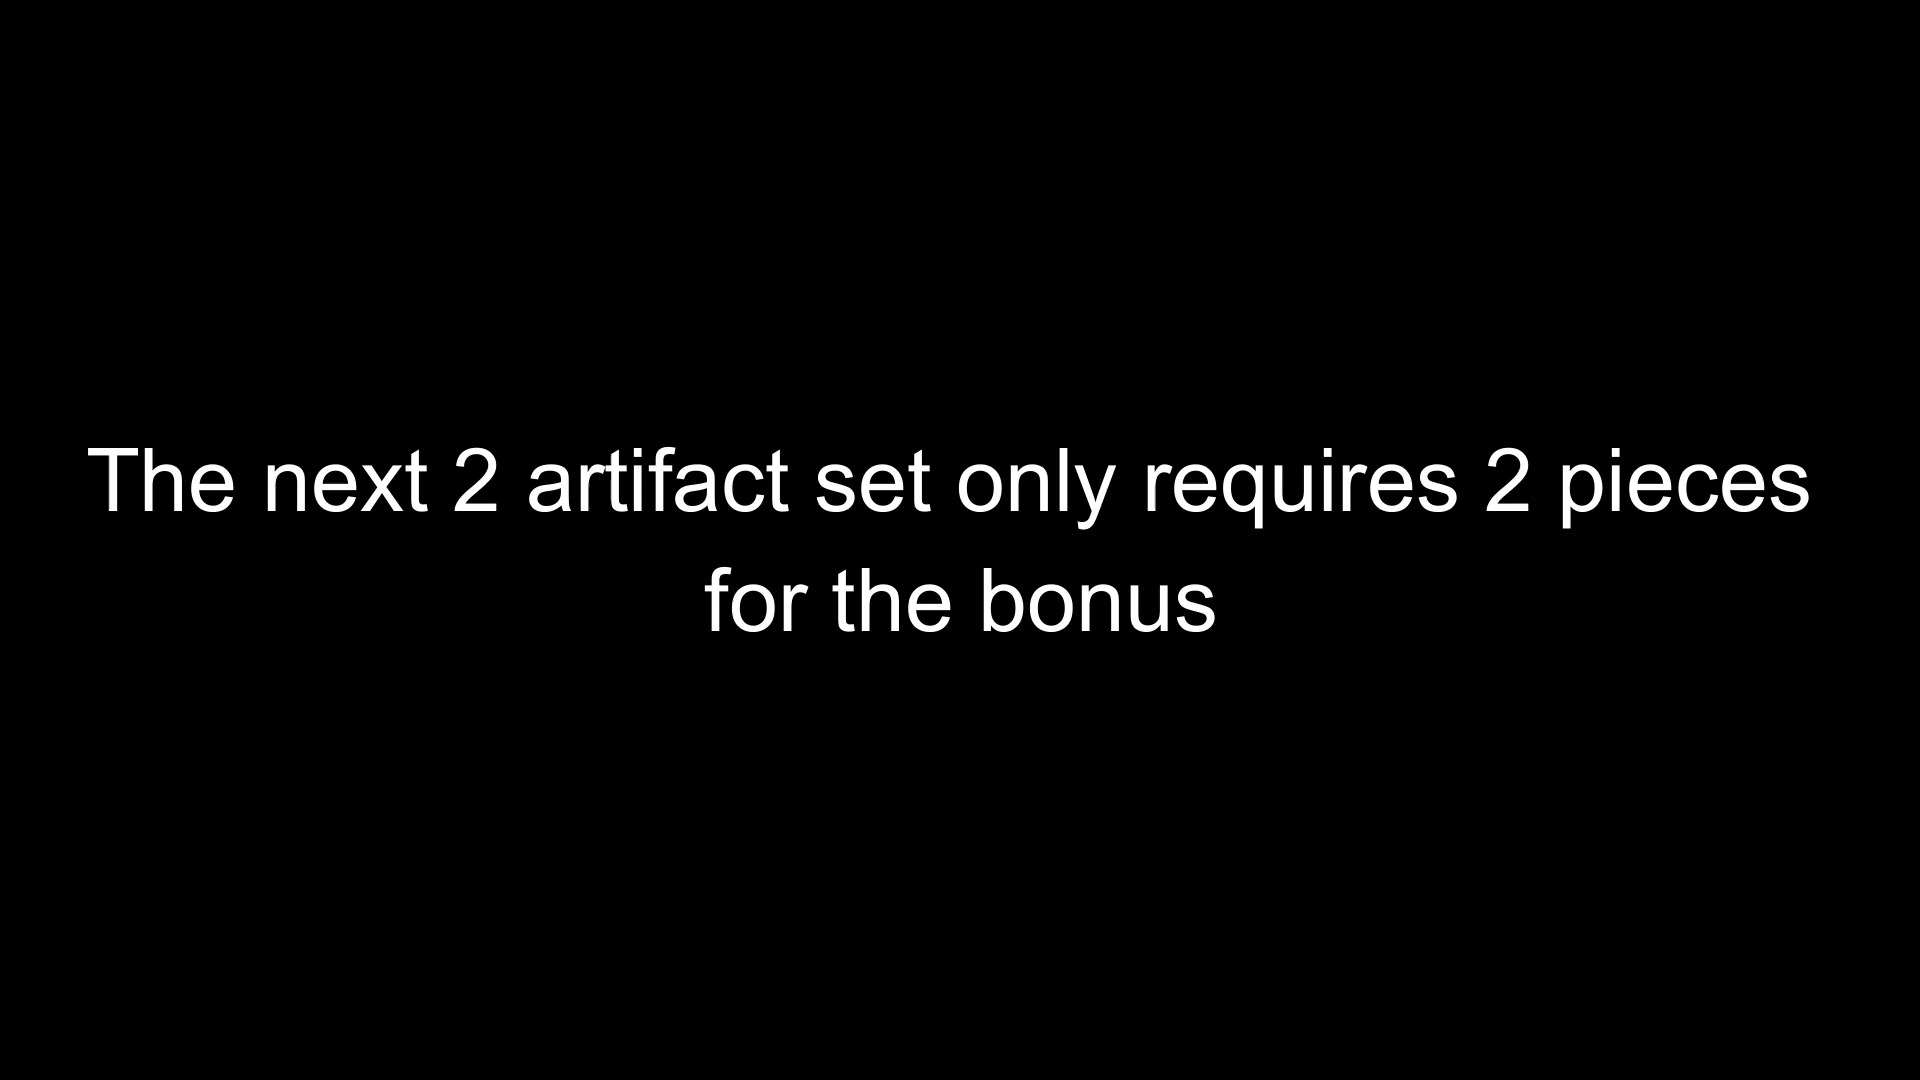 The next 2 artifact set only requires 2 pieces
for the bonus